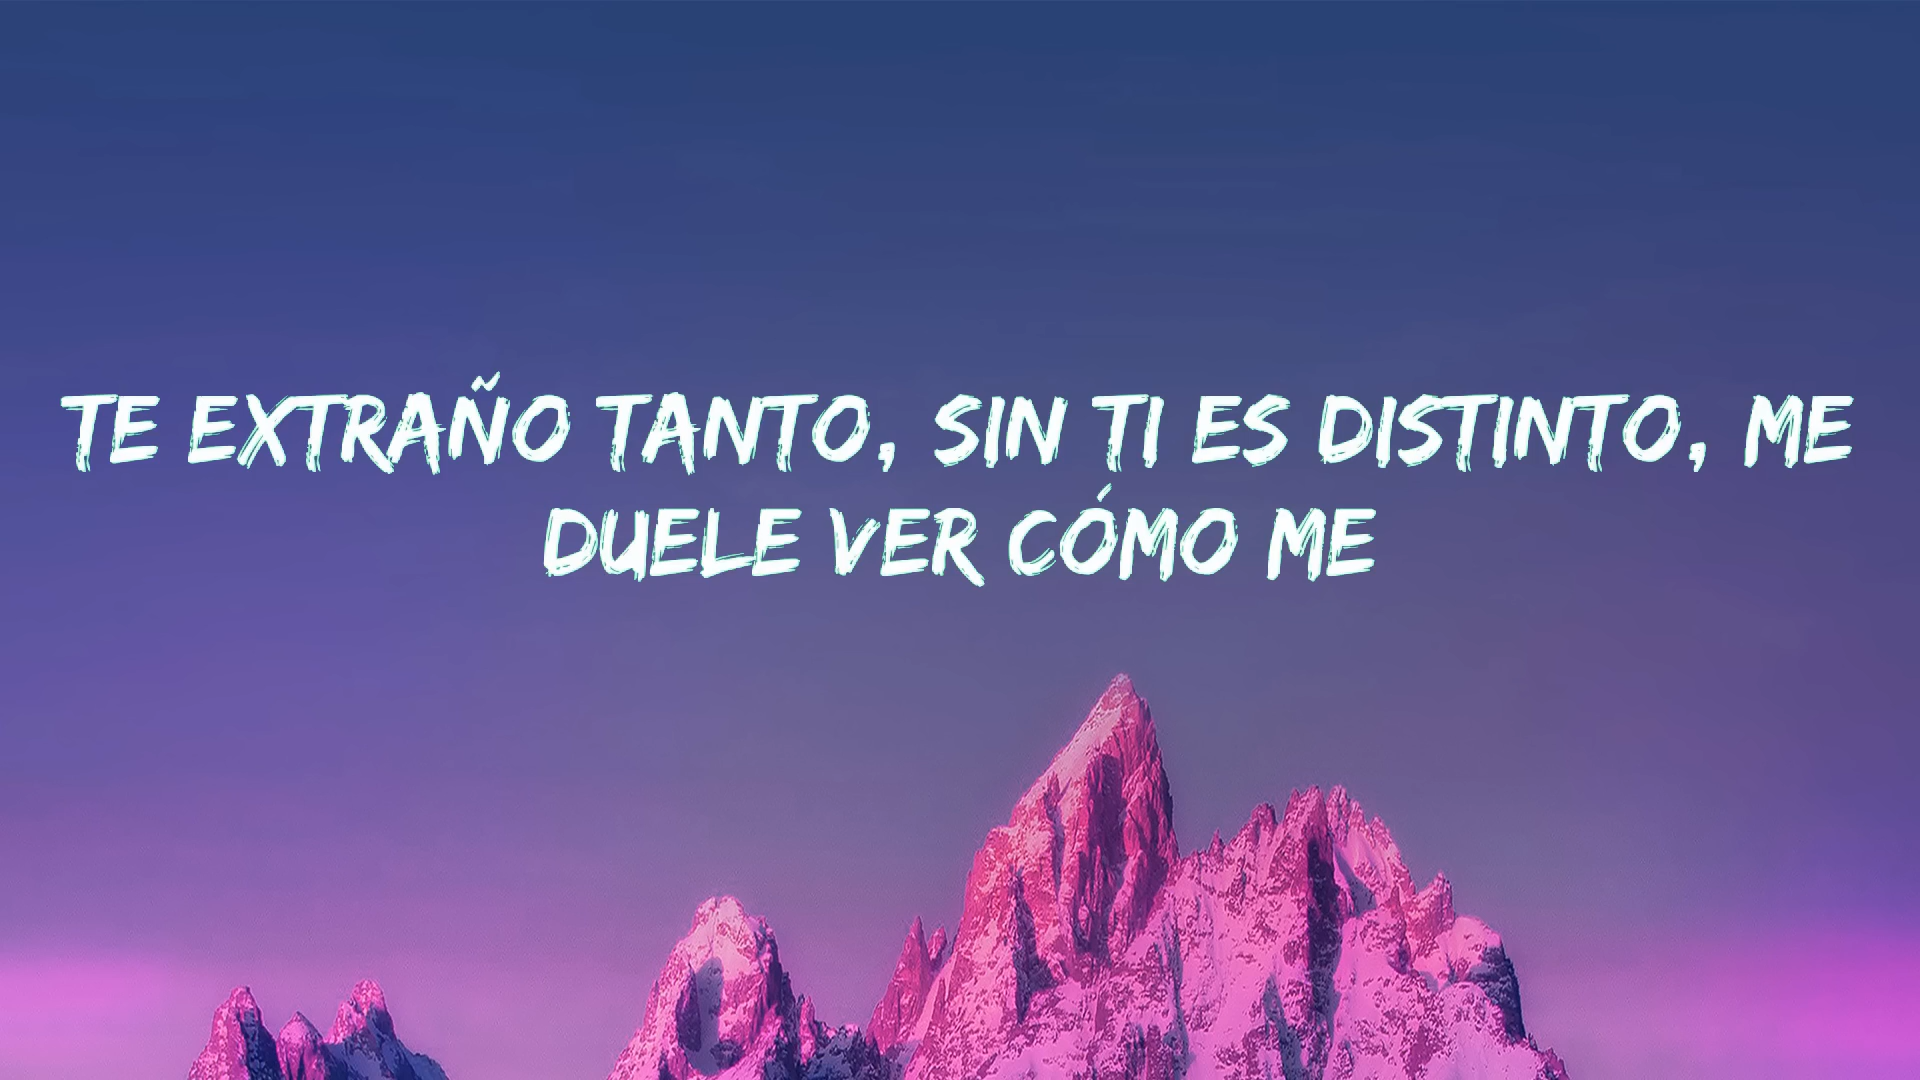 TE EXTRAÑO TANTO, SIN TI ES DISTINTO, ME
DUELE VER CÓMO ME